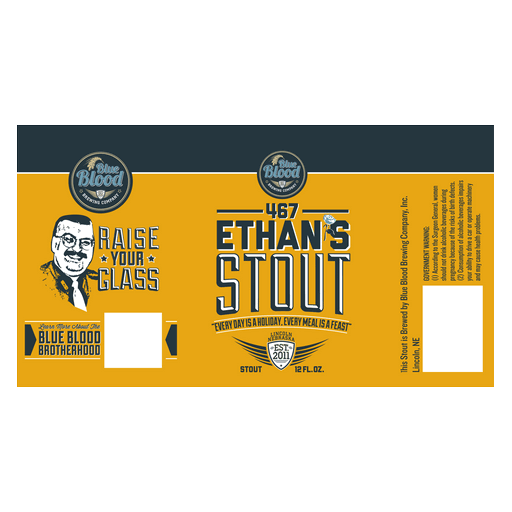 Blue
Blood
BREWING COMPANY
RAISE
YOUR
GLASS
Learn More About The
BLUE BLOOD
BROTHERHOOD
Blue
Blood
BREWING COMPANY
467
ETHAN'S
STOUT
"EVERY DAY IS A HOLIDAY, EVERY MEAL IS A FEAST"
LINCOLN
NEBRASKA
EST.
2011
STOUT 12 FL. OZ.
This Stout is Brewed by Blue Blood Brewing Company, Inc.
Lincoln, NE
GOVERNMENT WARNING:
(1) According to the Surgeon General, women
should not drink alcoholic beverages during
pregnancy because of the risks of birth defects.
(2) Consumption of alcoholic beverages impairs
your ability to drive a car or operate machinery
and may cause health problems.